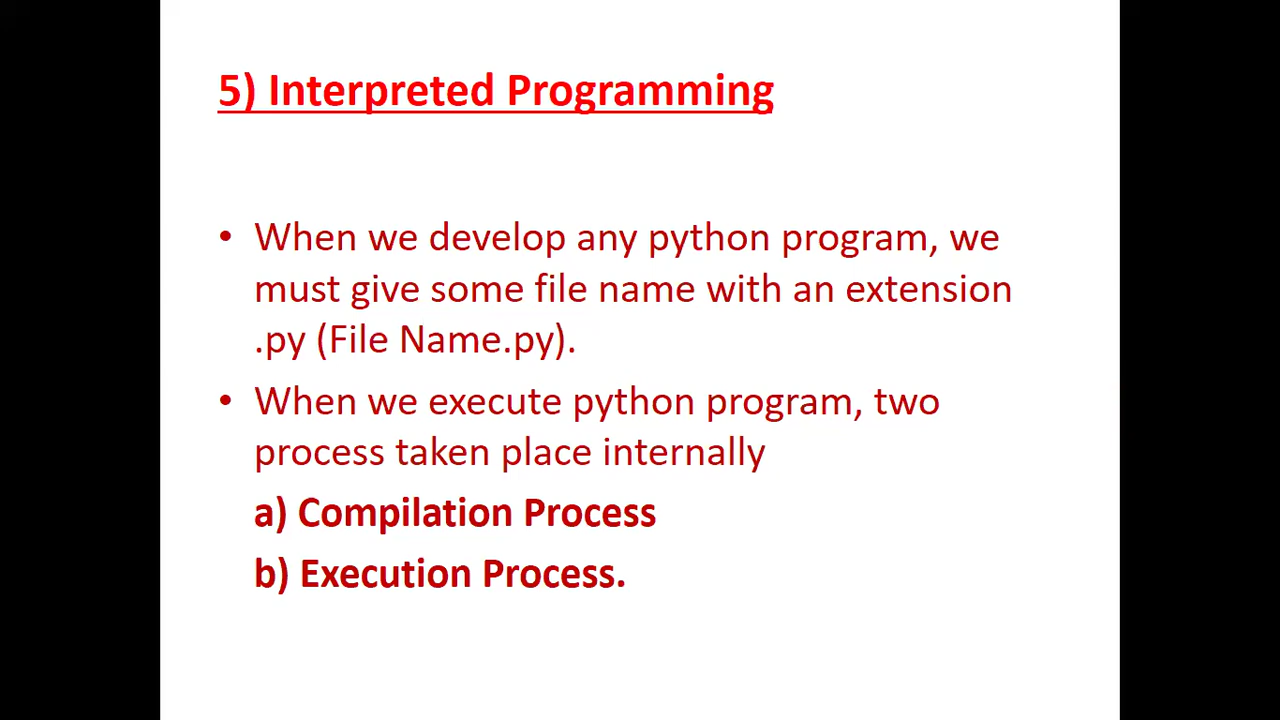 5) Interpreted Programming
• When we develop any python program, we
must give some file name with an extension
.py (File Name.py).
• When we execute python program, two
process taken place internally
a) Compilation Process
b) Execution Process.